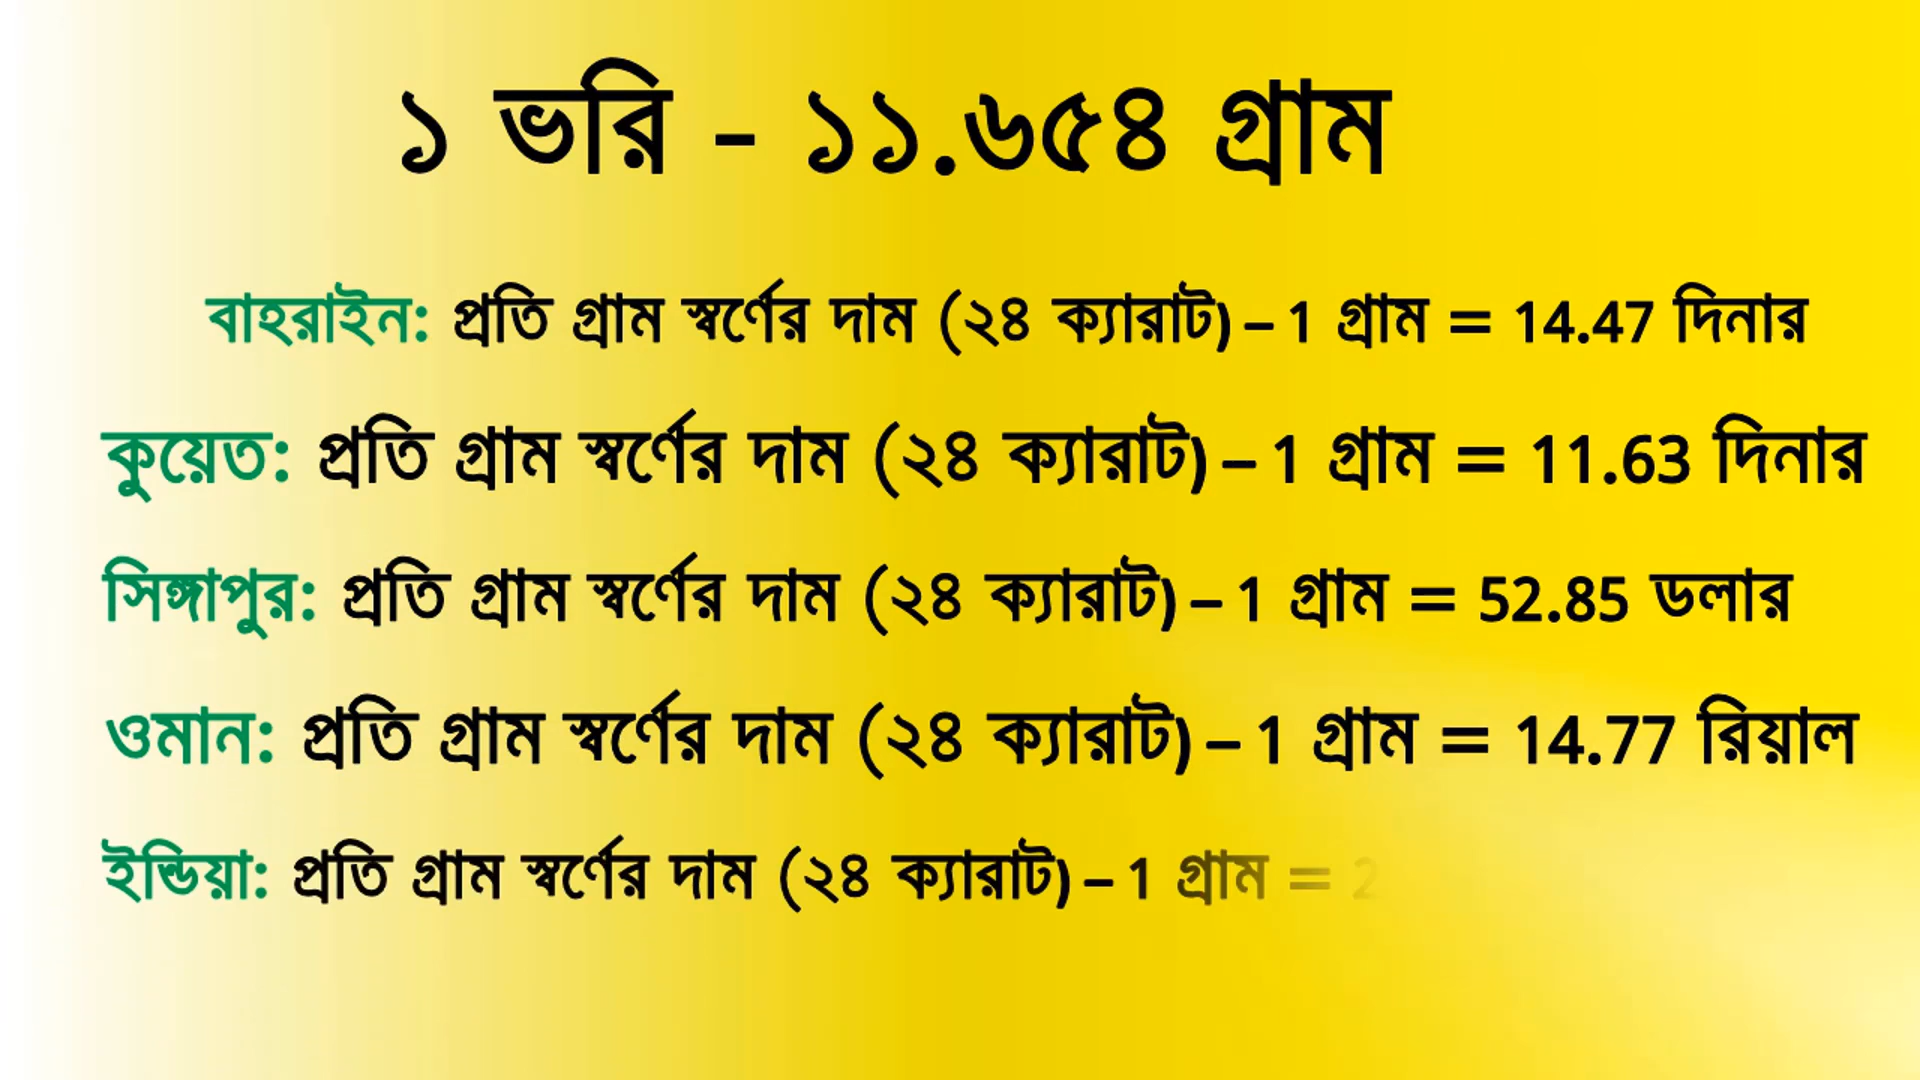 ১ ভরি - ১১.৬৫৪ গ্রাম
বাহরাইন: প্রতি গ্রাম স্বর্ণের দাম (২৪ ক্যারাট) – 1 গ্রাম = 14.47 দিনার
কুয়েত: প্রতি গ্রাম স্বর্ণের দাম (২৪ ক্যারাট) – 1 গ্রাম = 11.63 দিনার
সিঙ্গাপুর: প্রতি গ্রাম স্বর্ণের দাম (২৪ ক্যারাট) – 1 গ্রাম = 52.85 ডলার
ওমান: প্রতি গ্রাম স্বর্ণের দাম (২৪ ক্যারাট) – 1 গ্রাম = 14.77 রিয়াল
ইন্ডিয়া: প্রতি গ্রাম স্বর্ণের দাম (২৪ ক্যারাট) – 1 গ্রাম =